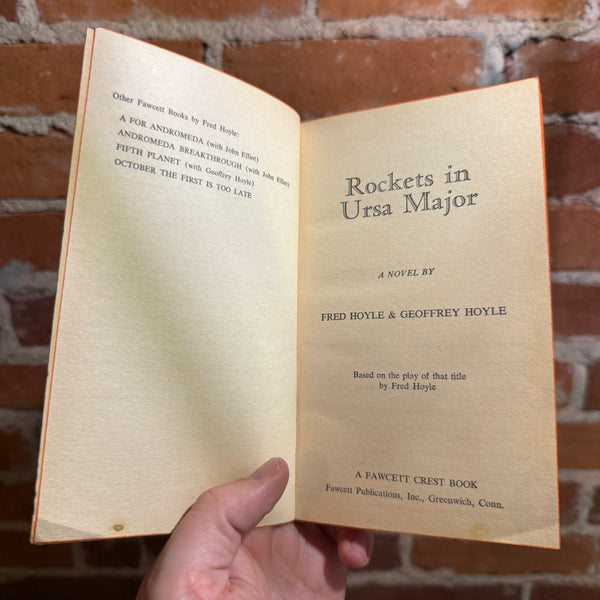 Other Fawcett Books by Fred Hoyle:
A FOR ANDROMEDA (with John Elliot)
ANDROMEDA BREAKTHROUGH (with John Elliot)
FIFTH PLANET (with Geoffrey Hoyle)
OCTOBER THE FIRST IS TOO LATE
Rockets in
Ursa Major
A NOVEL BY
FRED HOYLE & GEOFFREY HOYLE
Based on the play of that title
by Fred Hoyle
A FAWCETT CREST BOOK
Fawcett Publications, Inc., Greenwich, Conn.